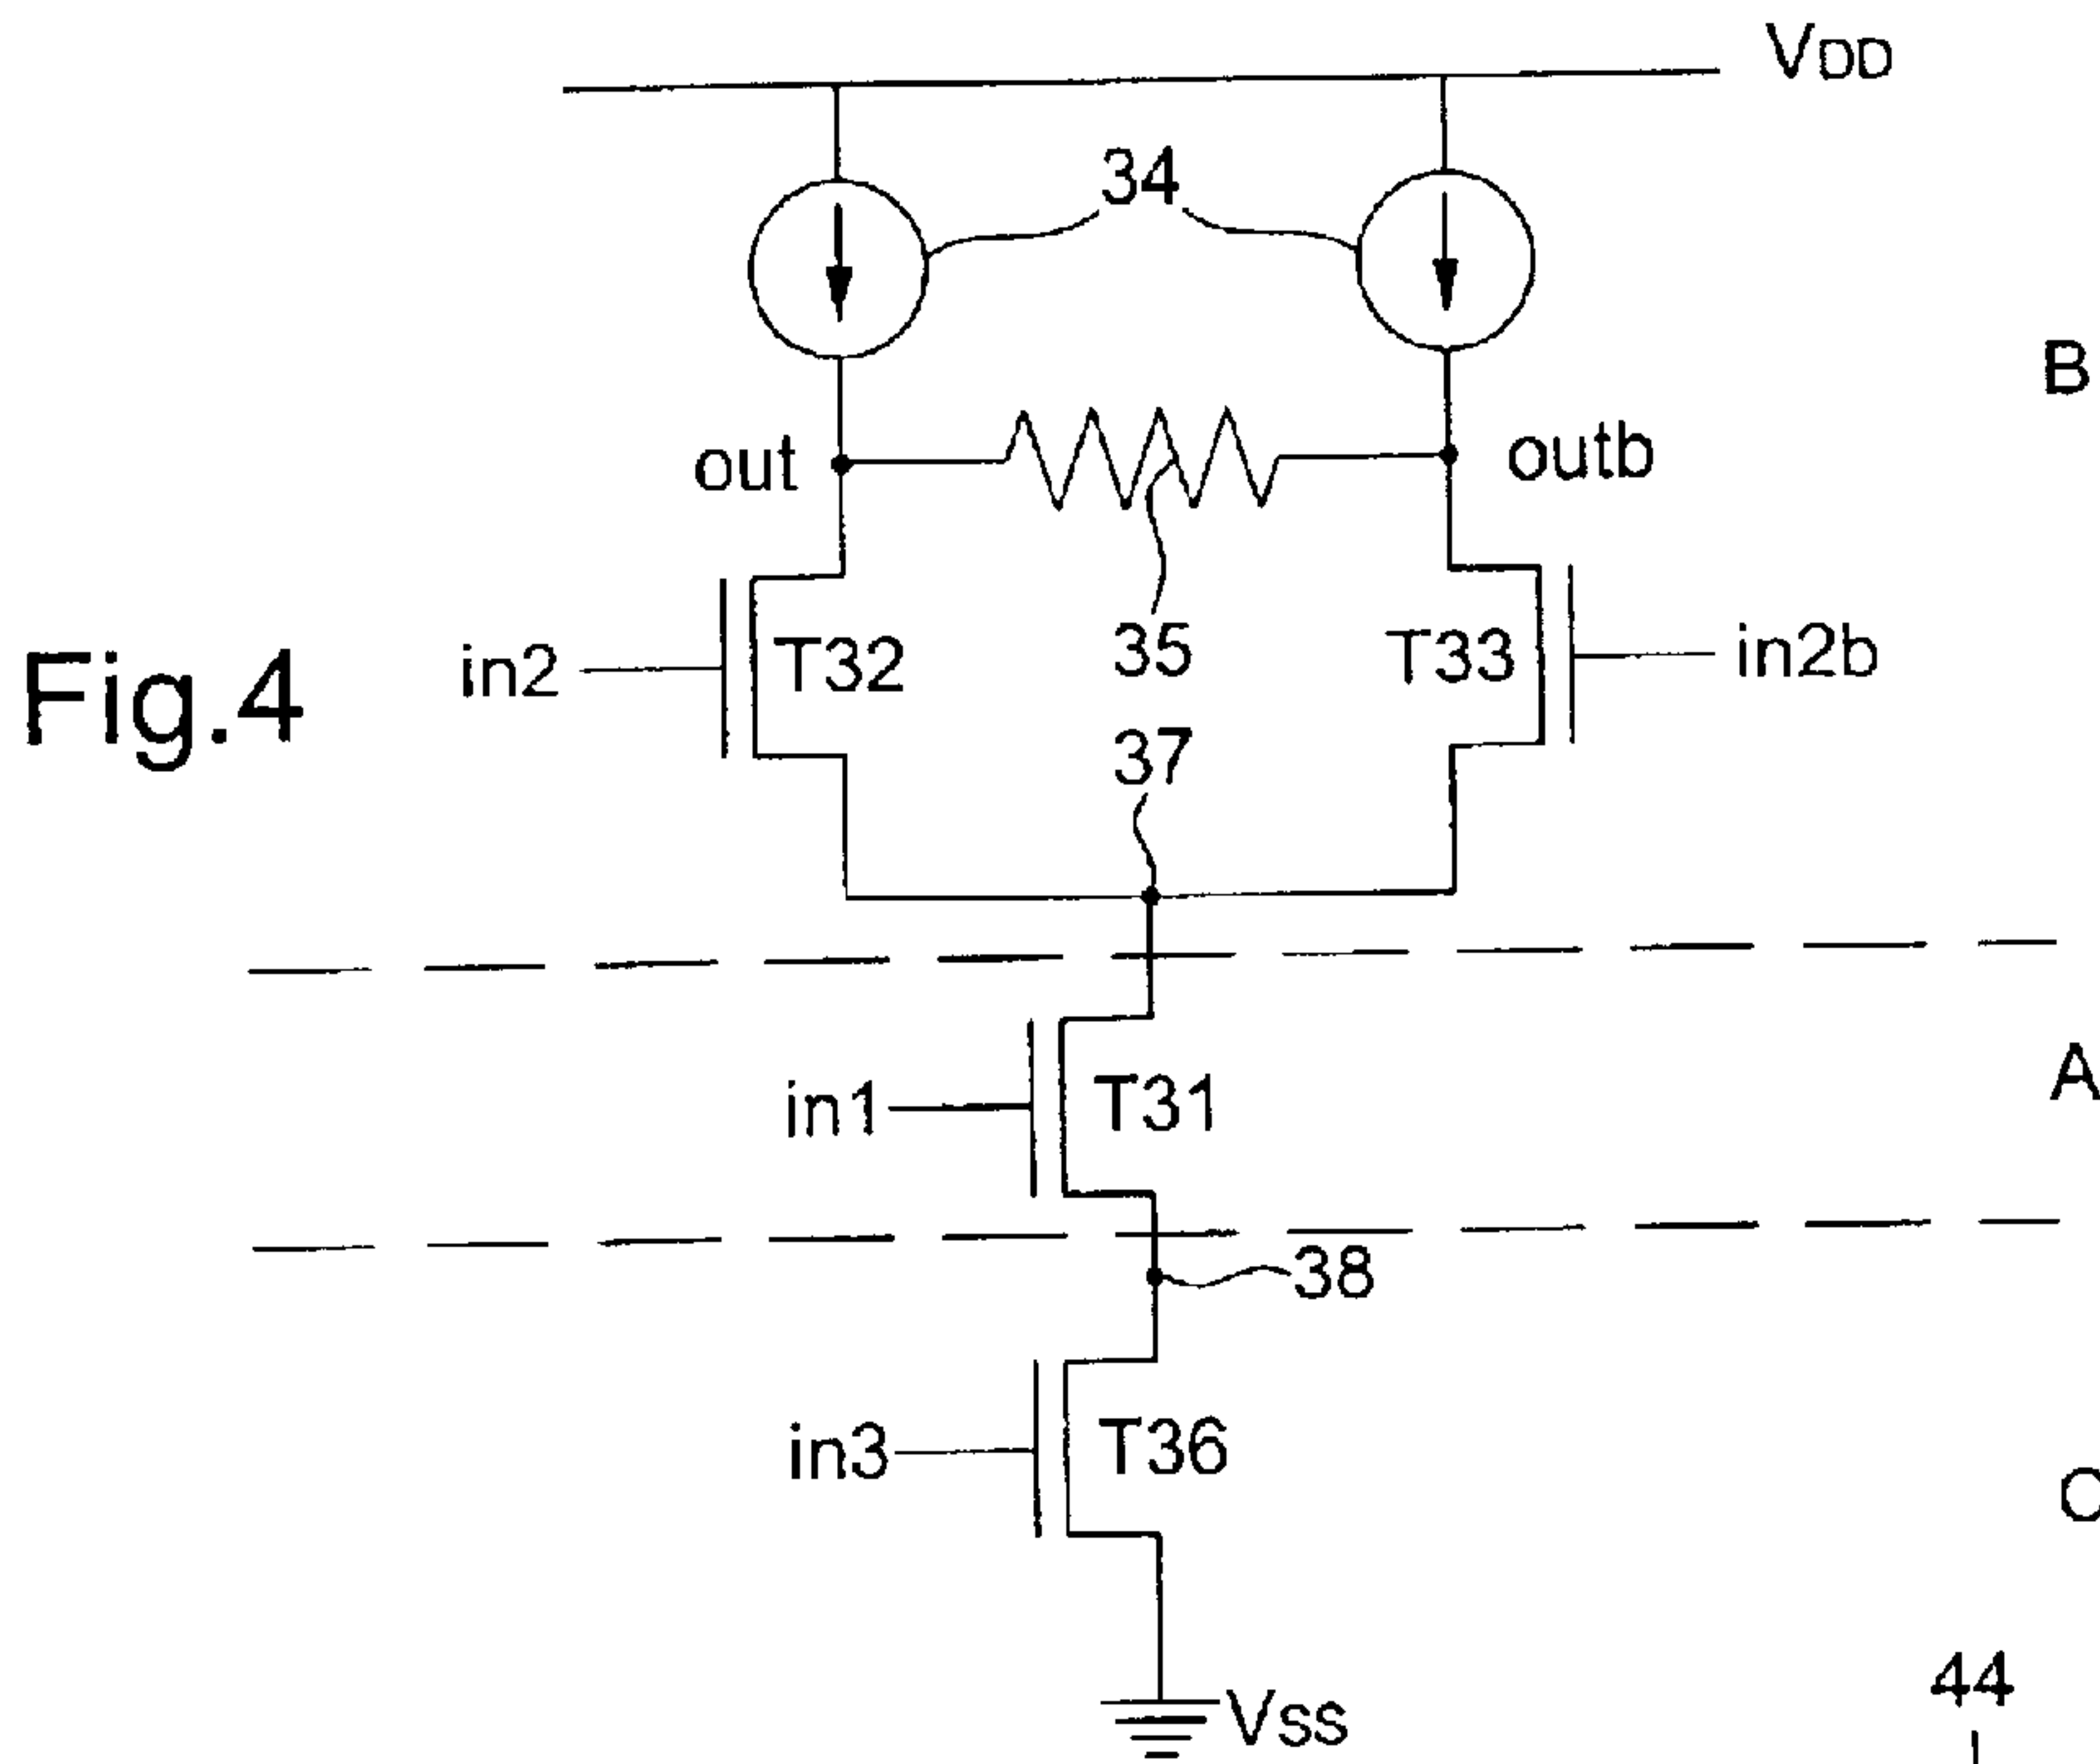 VDD
34
B
out
outb
in2
T32
35
T33
in2b
Fig.4
37
in1
T31
A
38
in3
T36
C
44
VSS